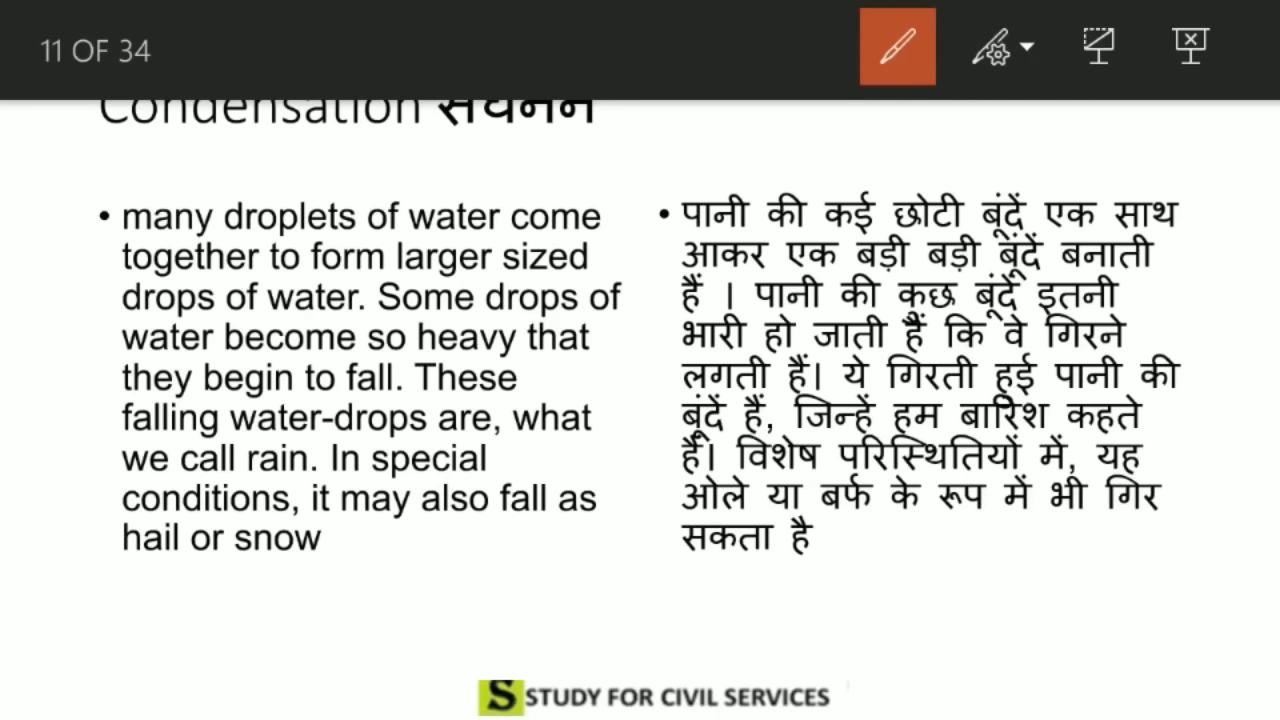 11 OF 34
Condensation संघनन
• many droplets of water come
together to form larger sized
drops of water. Some drops of
water become so heavy that
they begin to fall. These
falling water-drops are, what
we call rain. In special
conditions, it may also fall as
hail or snow
• पानी की कई छोटी बूंदें एक साथ
आकर एक बड़ी बड़ी बूंदें बनाती
हैं । पानी की कुछ बूंदें इतनी
भारी हो जाती हैं कि वे गिरने
लगती हैं। ये गिरती हुई पानी की
बूंदें हैं, जिन्हें हम बारिश कहते
हैं। विशेष परिस्थितियों में, यह
ओले या बर्फ के रूप में भी गिर
सकता है
S STUDY FOR CIVIL SERVICES